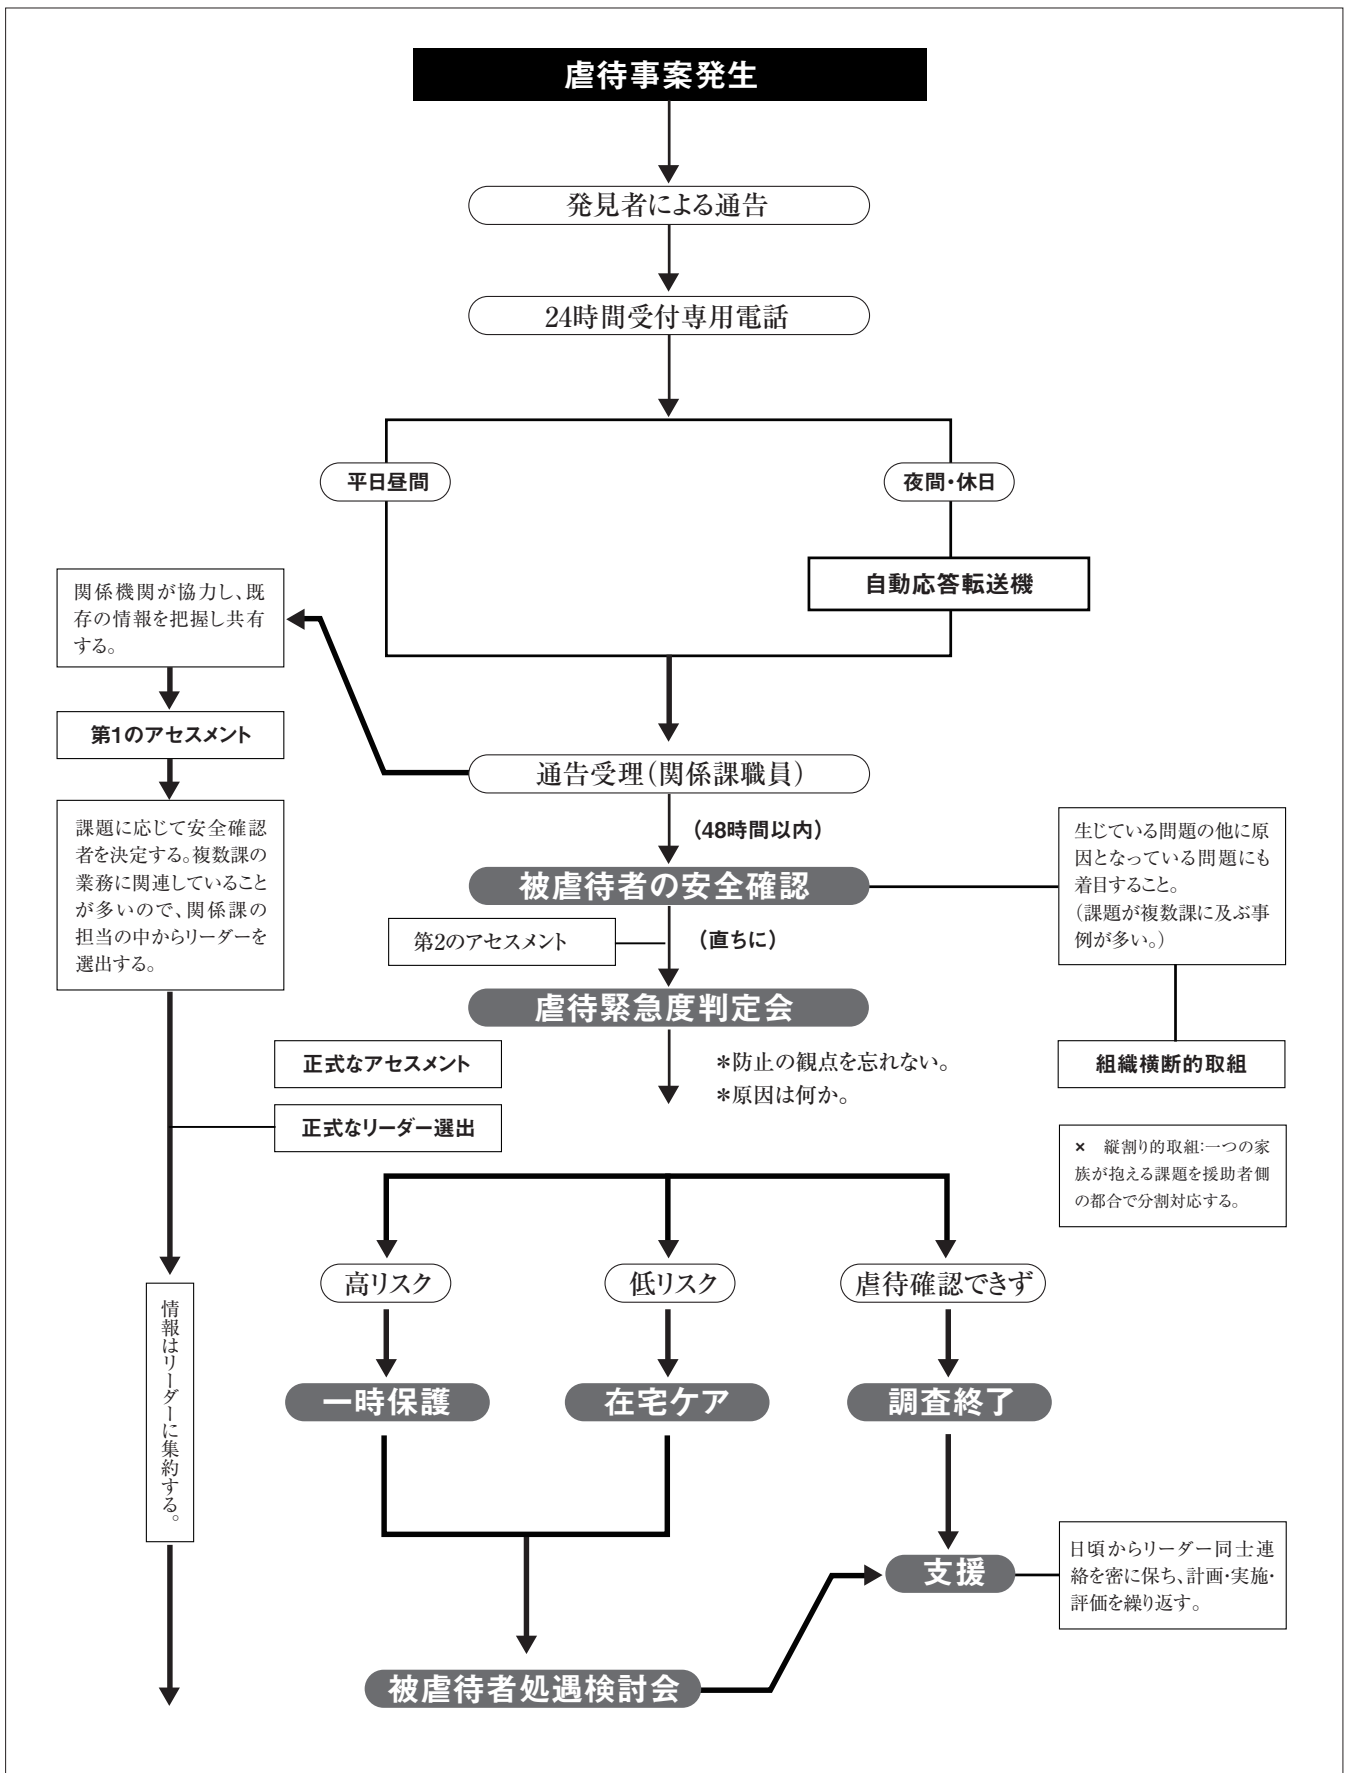 虐待事案発生
発見者による通告
24時間受付専用電話
平日昼間
夜間・休日
自動応答転送機
関係機関が協力し、既
存の情報を把握し共有
する。
第1のアセスメント
通告受理(関係課職員)
課題に応じて安全確認
者を決定する。複数課の
業務に関連していること
が多いので、関係課の
担当の中からリーダーを
選出する。
(48時間以内)
被虐待者の安全確認
生じている問題の他に原
因となっている問題にも
着目すること。
(課題が複数課に及ぶ事
例が多い。)
第2のアセスメント
(直ちに)
虐待緊急度判定会
正式なアセスメント
正式なリーダー選出
*防止の観点を忘れない。
*原因は何か。
組織横断的取組
× 縦割り的取組:一つの家
族が抱える課題を援助者側
の都合で分割対応する。
高リスク
低リスク
虐待確認できず
情報はリーダーに集約する。
一時保護
在宅ケア
調査終了
支援
日頃からリーダー同士連
絡を密に保ち、計画・実施・
評価を繰り返す。
被虐待者処遇検討会